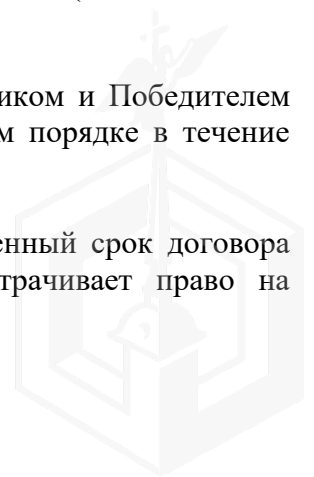 иком и Победителем
м порядке в течение
енный срок договора
трачивает право на